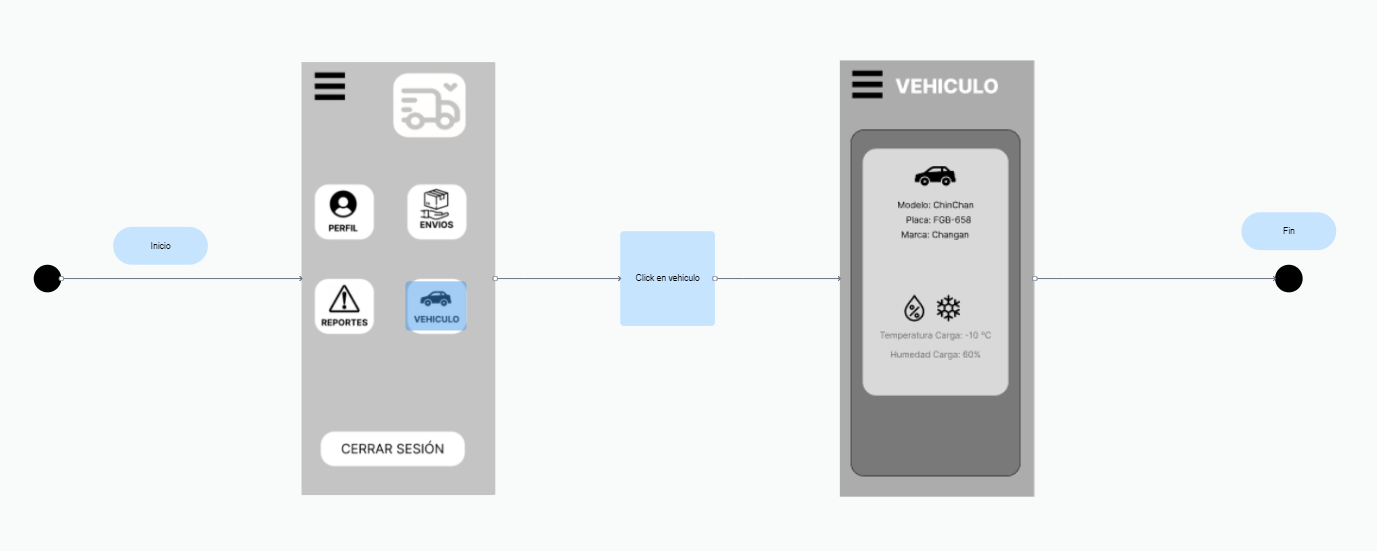 Inicio
PERFIL
ENVIOS
REPORTES
VEHICULO
CERRAR SESIÓN
Click en vehiculo
VEHICULO
Modelo: ChinChan
Placa: FGB-658
Marca: Changan
Temperatura Carga: -10 °C
Humedad Carga: 60%
Fin